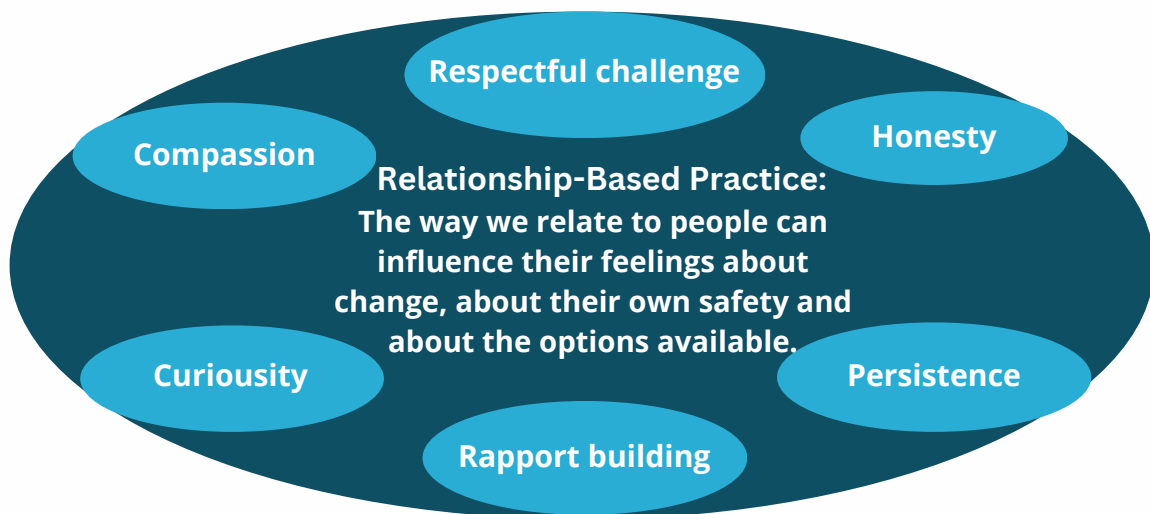 Respectful challenge
Honesty
Compassion
Relationship-Based Practice:
The way we relate to people can
influence their feelings about
change, about their own safety and
about the options available.
Curiousity
Persistence
Rapport building